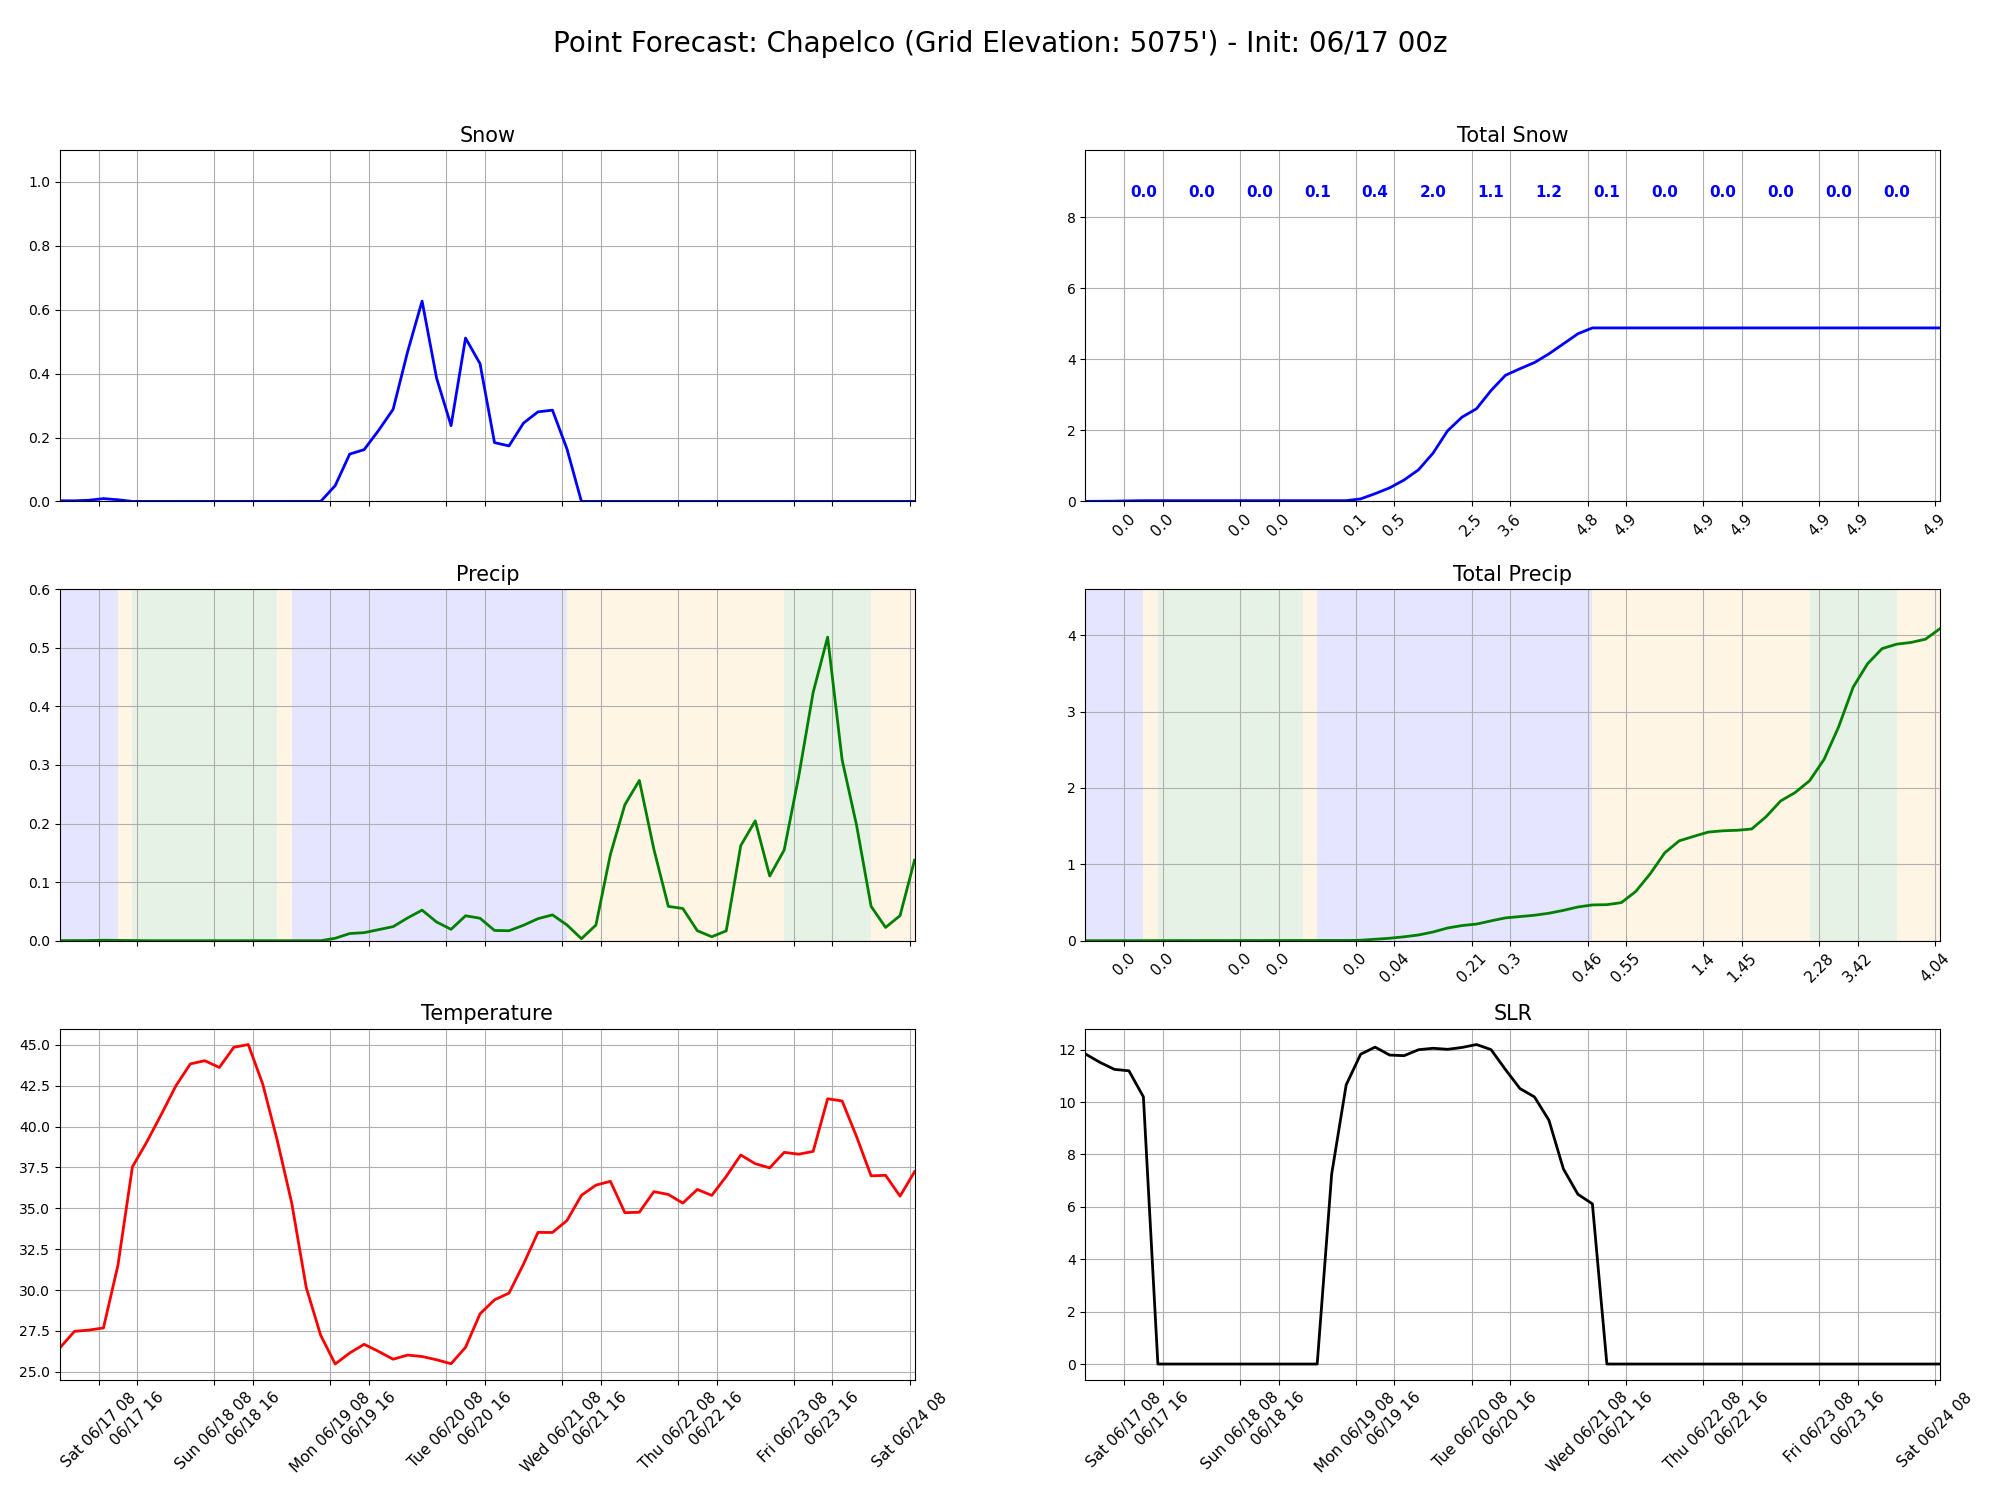 Point Forecast: Chapelco (Grid Elevation: 5075') - Init: 06/17 00z
Snow
1.0
0.8
0.6
0.4
0.2
0.0
Total Snow
0.0 0.0 0.0 0.1 0.4 2.0 1.1 1.2 0.1 0.0 0.0 0.0 0.0 0.0
8
6
4
2
0
0.0 0.0 0.0 0.0 0.1 0.5 2.5 3.6 4.8 4.9 4.9 4.9 4.9 4.9 4.9
Precip
0.6
0.5
0.4
0.3
0.2
0.1
0.0
Total Precip
4
3
2
1
0
0.0 0.0 0.0 0.0 0.0 0.04 0.21 0.3 0.46 0.55 1.4 1.45 2.28 3.42 4.04
Temperature
45.0
42.5
40.0
37.5
35.0
32.5
30.0
27.5
25.0
Sat 06/17 08
06/17 16
Sun 06/18 08
06/18 16
Mon 06/19 08
06/19 16
Tue 06/20 08
06/20 16
Wed 06/21 08
06/21 16
Thu 06/22 08
06/22 16
Fri 06/23 08
06/23 16
Sat 06/24 08
SLR
12
10
8
6
4
2
0
Sat 06/17 08
06/17 16
Sun 06/18 08
06/18 16
Mon 06/19 08
06/19 16
Tue 06/20 08
06/20 16
Wed 06/21 08
06/21 16
Thu 06/22 08
06/22 16
Fri 06/23 08
06/23 16
Sat 06/24 08